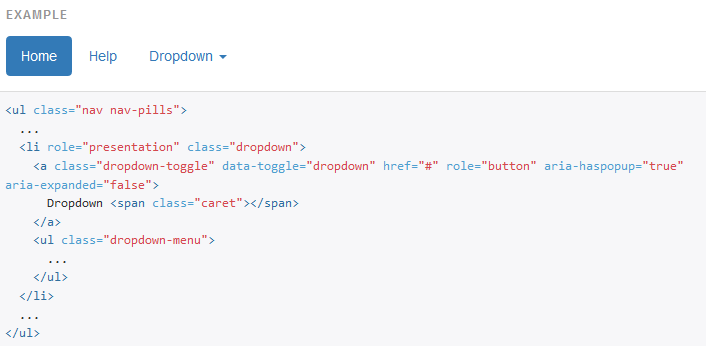 EXAMPLE
Home Help Dropdown
<ul class="nav nav-pills">
  ...
  <li role="presentation" class="dropdown">
    <a class="dropdown-toggle" data-toggle="dropdown" href="#" role="button" aria-haspopup="true"
aria-expanded="false">
      Dropdown <span class="caret"></span>
    </a>
    <ul class="dropdown-menu">
      ...
    </ul>
  </li>
  ...
</ul>